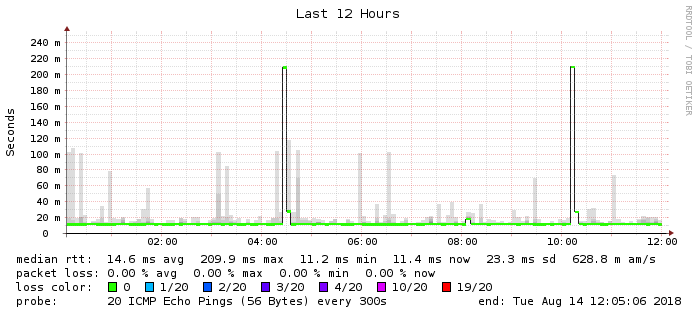 Last 12 Hours
RRDTOOL / TOBI OETIKER
Seconds
240 m
220 m
200 m
180 m
160 m
140 m
120 m
100 m
80 m
60 m
40 m
20 m
0
02:00 04:00 06:00 08:00 10:00 12:00
median rtt: 14.6 ms avg 209.9 ms max 11.2 ms min 11.4 ms now 23.3 ms sd 628.8 m am/s
packet loss: 0.00 % avg 0.00 % max 0.00 % min 0.00 % now
loss color: 0 1/20 2/20 3/20 4/20 10/20 19/20
probe: 20 ICMP Echo Pings (56 Bytes) every 300s end: Tue Aug 14 12:05:06 2018